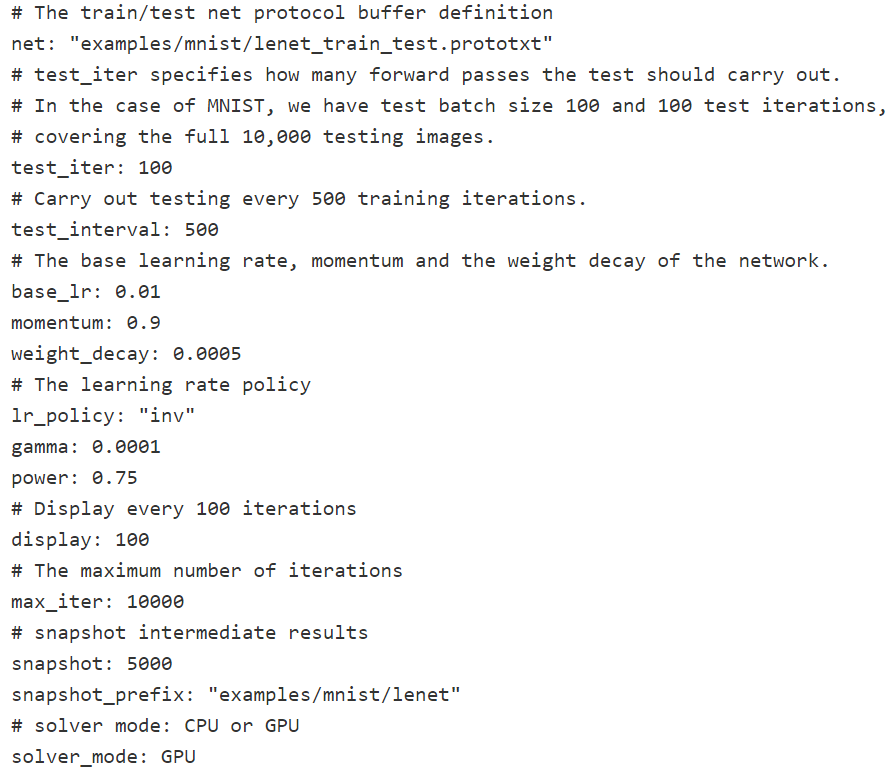 # The train/test net protocol buffer definition
net: "examples/mnist/lenet_train_test.prototxt"
# test_iter specifies how many forward passes the test should carry out.
# In the case of MNIST, we have test batch size 100 and 100 test iterations,
# covering the full 10,000 testing images.
test_iter: 100
# Carry out testing every 500 training iterations.
test_interval: 500
# The base learning rate, momentum and the weight decay of the network.
base_lr: 0.01
momentum: 0.9
weight_decay: 0.0005
# The learning rate policy
lr_policy: "inv"
gamma: 0.0001
power: 0.75
# Display every 100 iterations
display: 100
# The maximum number of iterations
max_iter: 10000
# snapshot intermediate results
snapshot: 5000
snapshot_prefix: "examples/mnist/lenet"
# solver mode: CPU or GPU
solver_mode: GPU